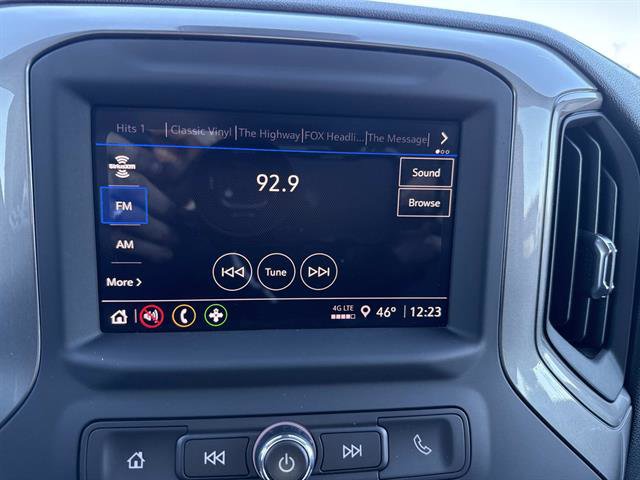 Hits 1 | Classic Vinyl | The Highway | FOX Headli... | The Message
SIRIUSXM
92.9
Sound
FM
Browse
AM
Tune
More >
4G LTE
46° 12:23